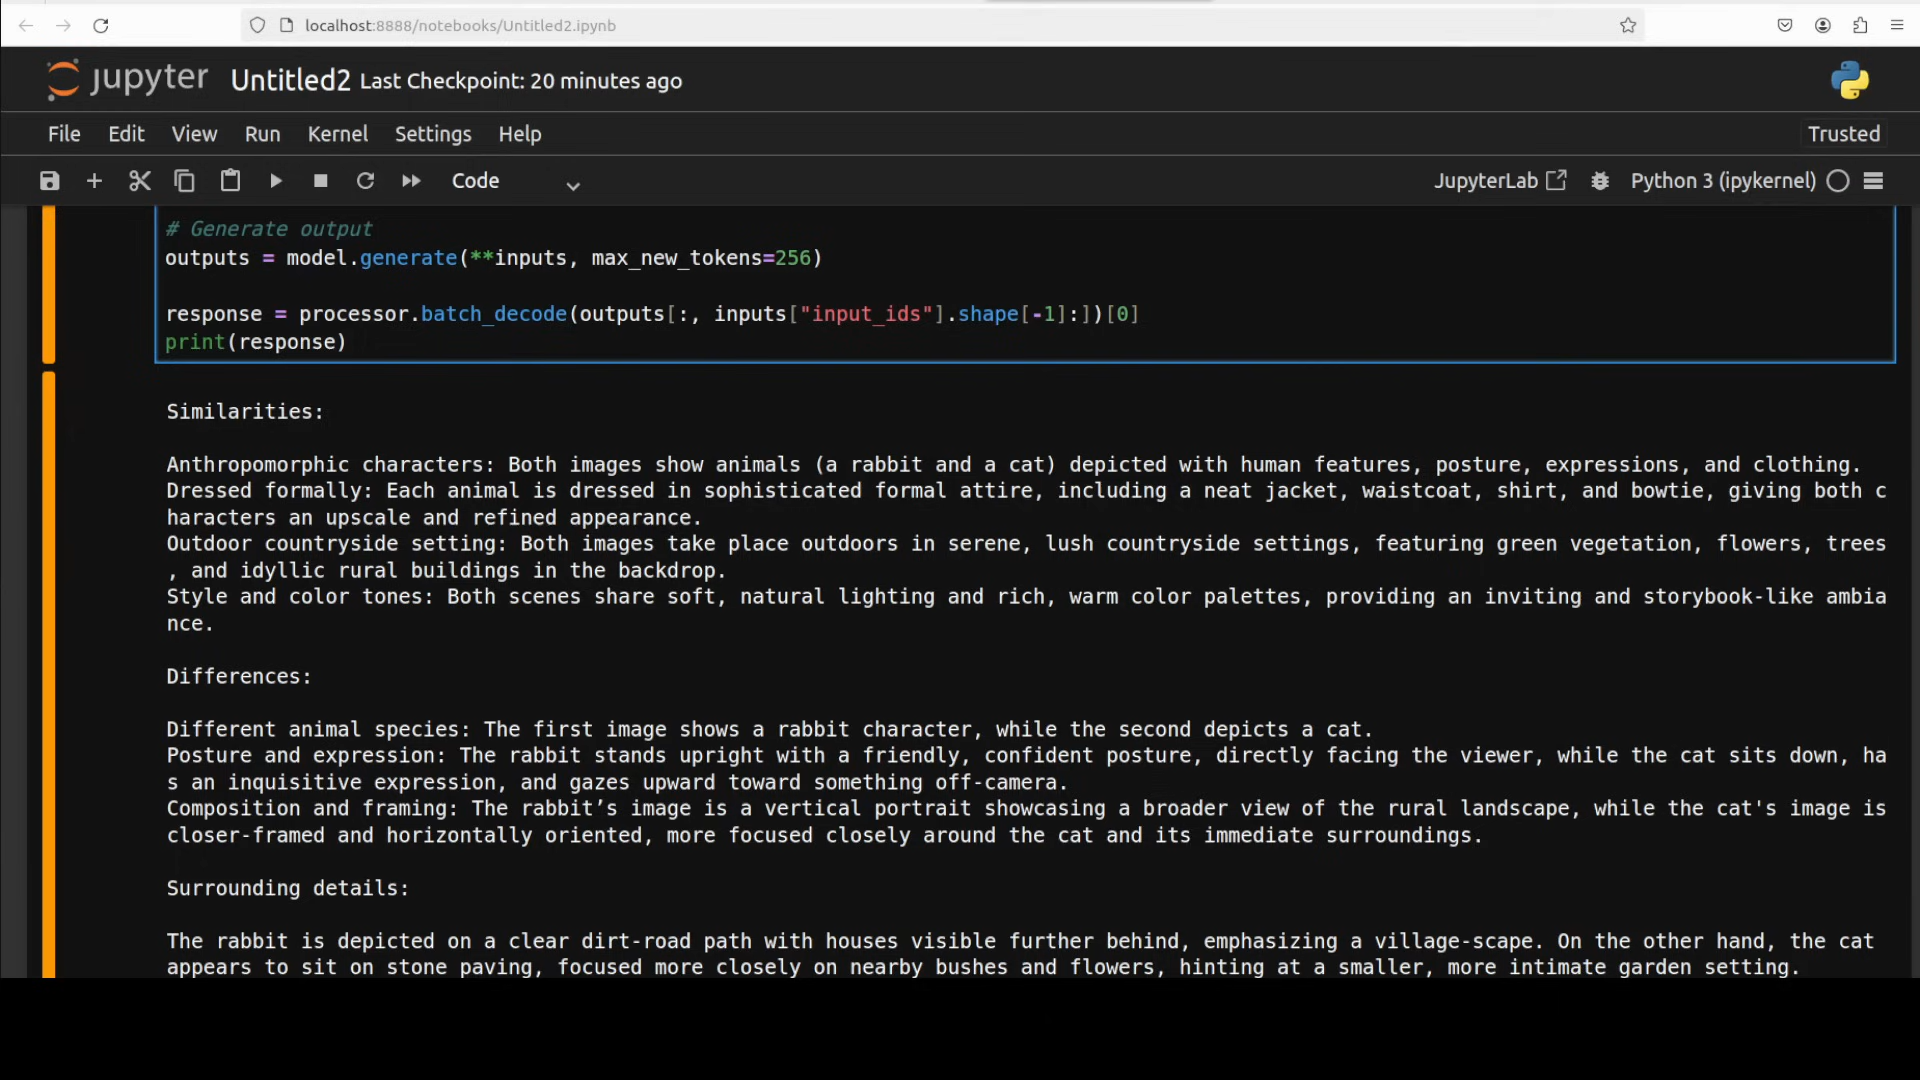 localhost:8888/notebooks/Untitled2.ipynb
jupyter Untitled2 Last Checkpoint: 20 minutes ago
File Edit View Run Kernel Settings Help Trusted
Code JupyterLab Python 3 (ipykernel)
# Generate output
outputs = model.generate(**inputs, max_new_tokens=256)
response = processor.batch_decode(outputs[:, inputs["input_ids"].shape[-1]:])[0]
print(response)
Similarities:
Anthropomorphic characters: Both images show animals (a rabbit and a cat) depicted with human features, posture, expressions, and clothing.
Dressed formally: Each animal is dressed in sophisticated formal attire, including a neat jacket, waistcoat, shirt, and bowtie, giving both c
haracters an upscale and refined appearance.
Outdoor countryside setting: Both images take place outdoors in serene, lush countryside settings, featuring green vegetation, flowers, trees
, and idyllic rural buildings in the backdrop.
Style and color tones: Both scenes share soft, natural lighting and rich, warm color palettes, providing an inviting and storybook-like ambia
nce.
Differences:
Different animal species: The first image shows a rabbit character, while the second depicts a cat.
Posture and expression: The rabbit stands upright with a friendly, confident posture, directly facing the viewer, while the cat sits down, ha
s an inquisitive expression, and gazes upward toward something off-camera.
Composition and framing: The rabbit’s image is a vertical portrait showcasing a broader view of the rural landscape, while the cat's image is
closer-framed and horizontally oriented, more focused closely around the cat and its immediate surroundings.
Surrounding details:
The rabbit is depicted on a clear dirt-road path with houses visible further behind, emphasizing a village-scape. On the other hand, the cat
appears to sit on stone paving, focused more closely on nearby bushes and flowers, hinting at a smaller, more intimate garden setting.